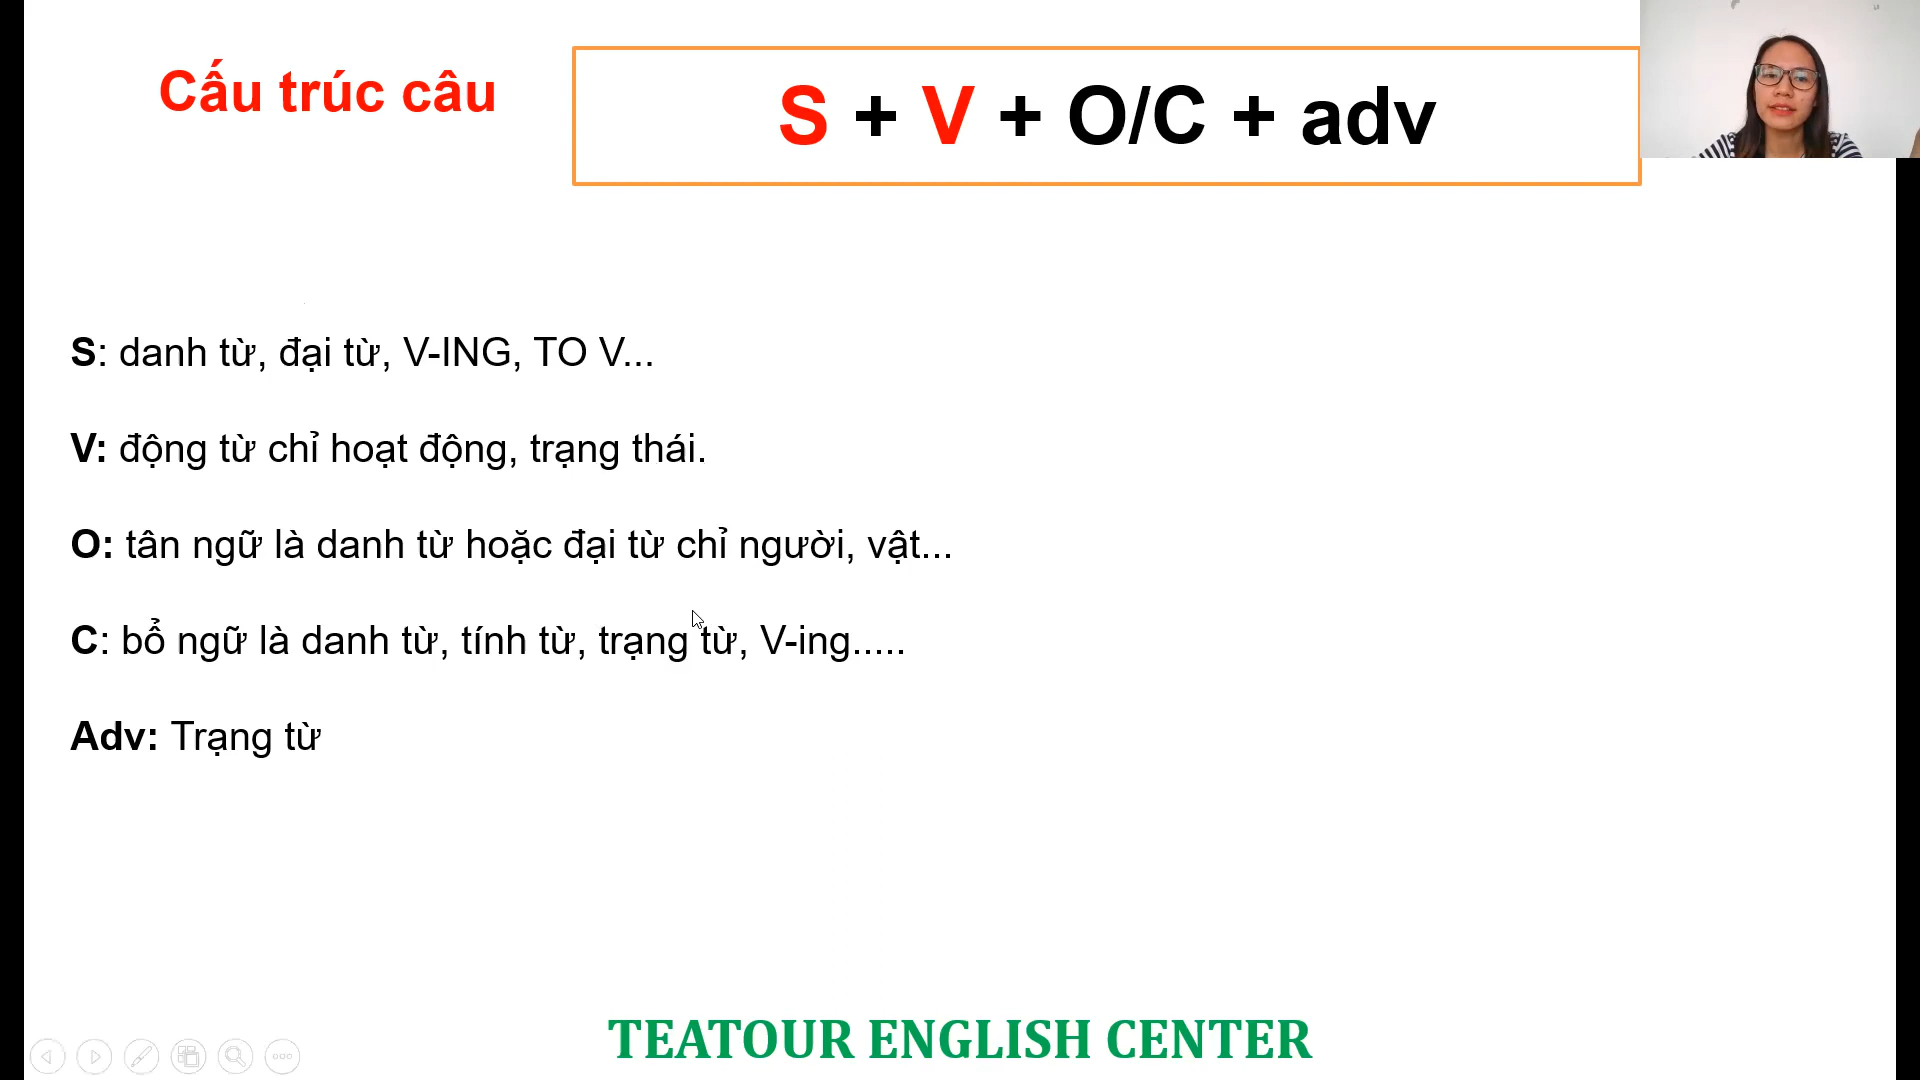 Cấu trúc câu
S + V + O/C + adv
S: danh từ, đại từ, V-ING, TO V...
V: động từ chỉ hoạt động, trạng thái.
O: tân ngữ là danh từ hoặc đại từ chỉ người, vật...
C: bổ ngữ là danh từ, tính từ, trạng từ, V-ing.....
Adv: Trạng từ
TEATOUR ENGLISH CENTER